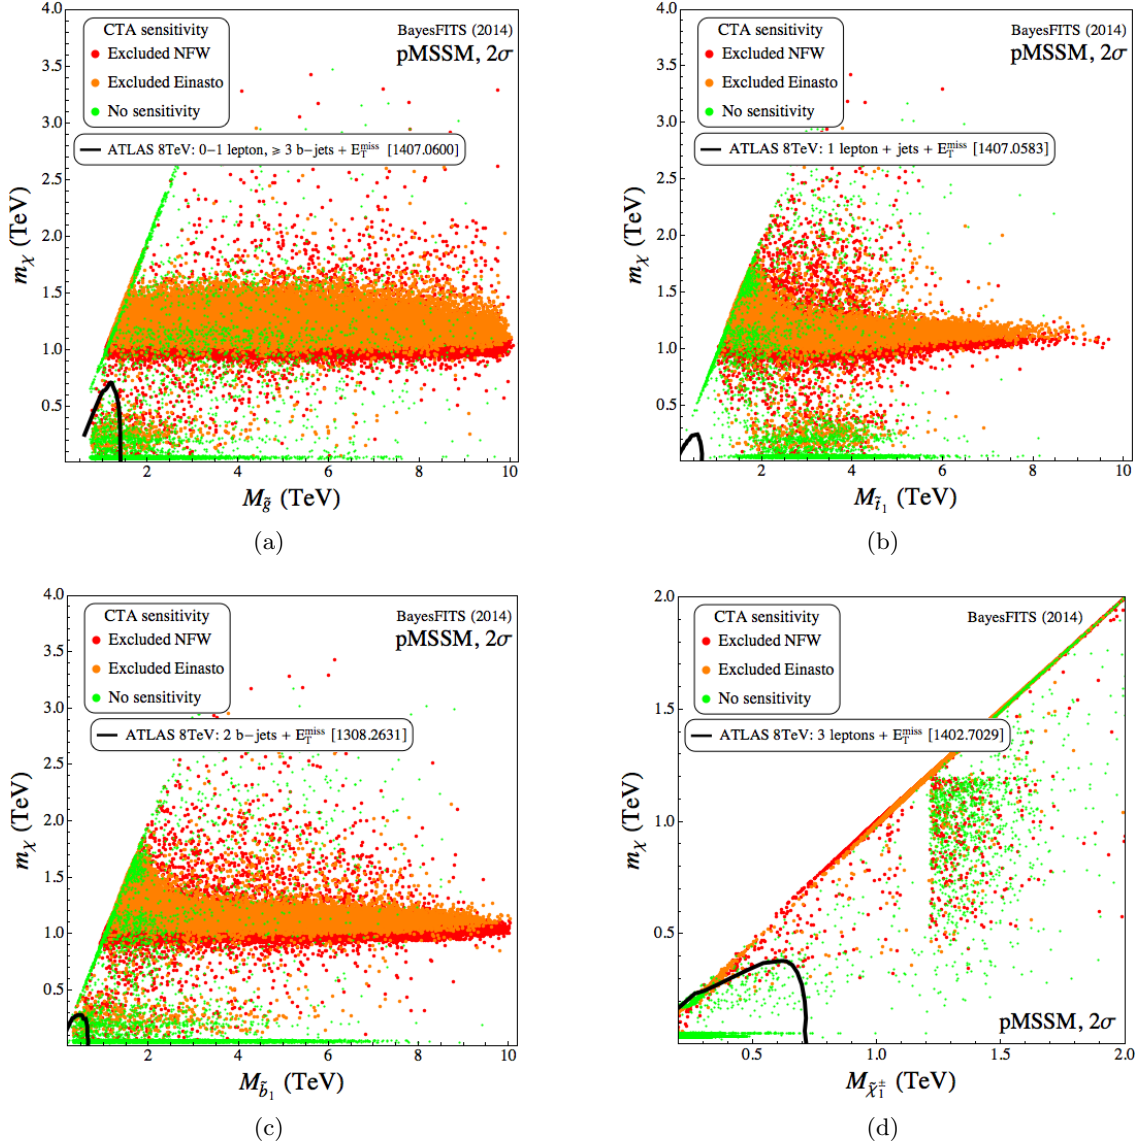 4.0
3.5
3.0
2.5
2.0
1.5
1.0
0.5
mχ (TeV)
CTA sensitivity
Excluded NFW
Excluded Einasto
No sensitivity
BayesFITS (2014)
pMSSM, 2σ
ATLAS 8TeV: 0−1 lepton, ⩾ 3 b−jets + E_T^miss [1407.0600]
2 4 6 8 10
M_g̃ (TeV)
(a)
4.0
3.5
3.0
2.5
2.0
1.5
1.0
0.5
mχ (TeV)
CTA sensitivity
Excluded NFW
Excluded Einasto
No sensitivity
BayesFITS (2014)
pMSSM, 2σ
ATLAS 8TeV: 1 lepton + jets + E_T^miss [1407.0583]
2 4 6 8 10
M_t̃₁ (TeV)
(b)
4.0
3.5
3.0
2.5
2.0
1.5
1.0
0.5
mχ (TeV)
CTA sensitivity
Excluded NFW
Excluded Einasto
No sensitivity
BayesFITS (2014)
pMSSM, 2σ
ATLAS 8TeV: 2 b−jets + E_T^miss [1308.2631]
2 4 6 8 10
M_b̃₁ (TeV)
(c)
2.0
1.5
1.0
0.5
mχ (TeV)
CTA sensitivity
Excluded NFW
Excluded Einasto
No sensitivity
BayesFITS (2014)
ATLAS 8TeV: 3 leptons + E_T^miss [1402.7029]
pMSSM, 2σ
0.5 1.0 1.5 2.0
M_χ̃₁^± (TeV)
(d)